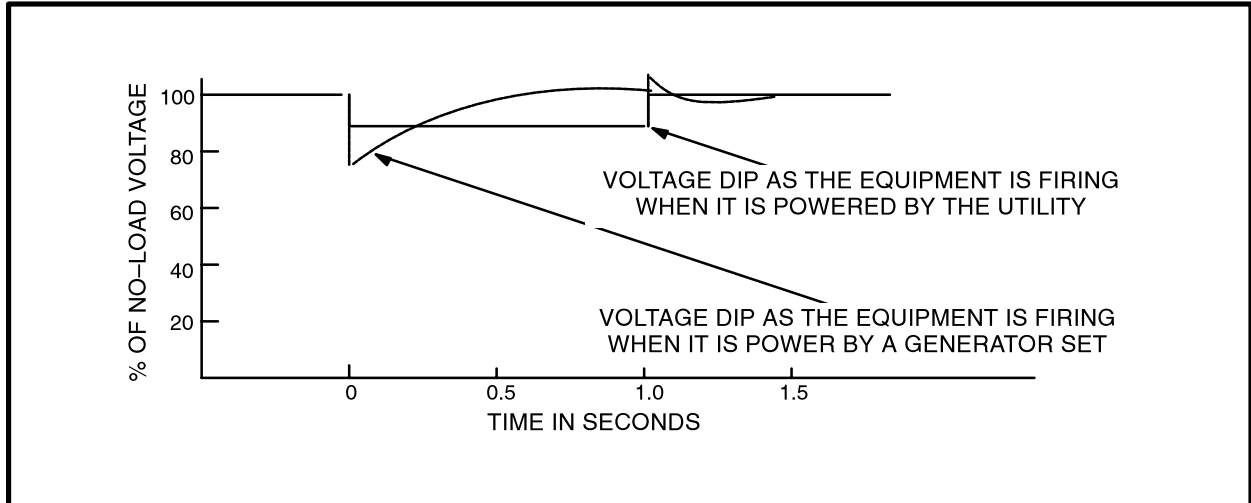 % OF NO–LOAD VOLTAGE
100
80
60
40
20
VOLTAGE DIP AS THE EQUIPMENT IS FIRING
WHEN IT IS POWERED BY THE UTILITY
VOLTAGE DIP AS THE EQUIPMENT IS FIRING
WHEN IT IS POWER BY A GENERATOR SET
0
0.5
1.0
1.5
TIME IN SECONDS